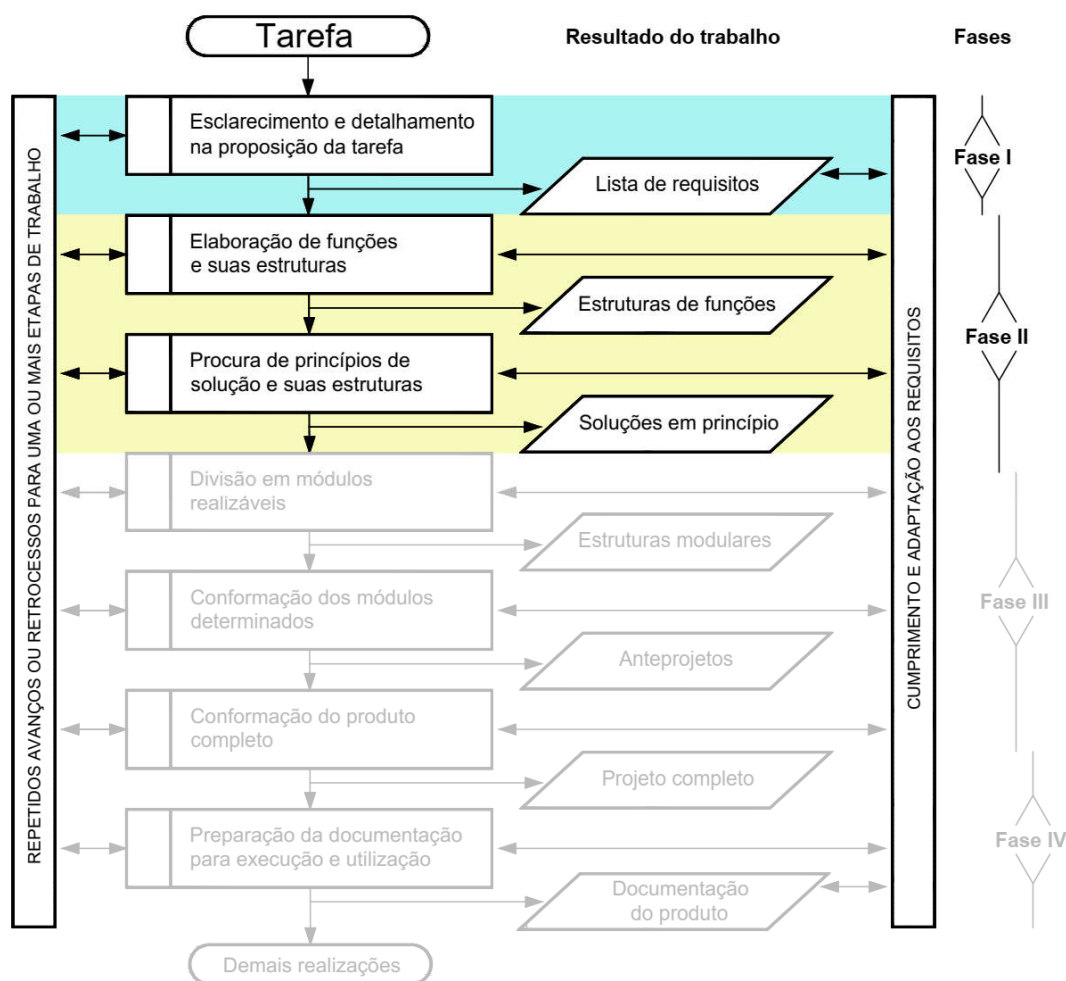 Tarefa
Resultado do trabalho
Fases
REPETIDOS AVANÇOS OU RETROCESSOS PARA UMA OU MAIS ETAPAS DE TRABALHO
Esclarecimento e detalhamento
na proposição da tarefa
Lista de requisitos
Fase I
Elaboração de funções
e suas estruturas
Estruturas de funções
Fase II
Procura de princípios de
solução e suas estruturas
Soluções em princípio
Divisão em módulos
realizáveis
Estruturas modulares
Conformação dos módulos
determinados
Fase III
Anteprojetos
Conformação do produto
completo
Projeto completo
Preparação da documentação
para execução e utilização
Fase IV
Documentação
do produto
Demais realizações
CUMPRIMENTO E ADAPTAÇÃO AOS REQUISITOS